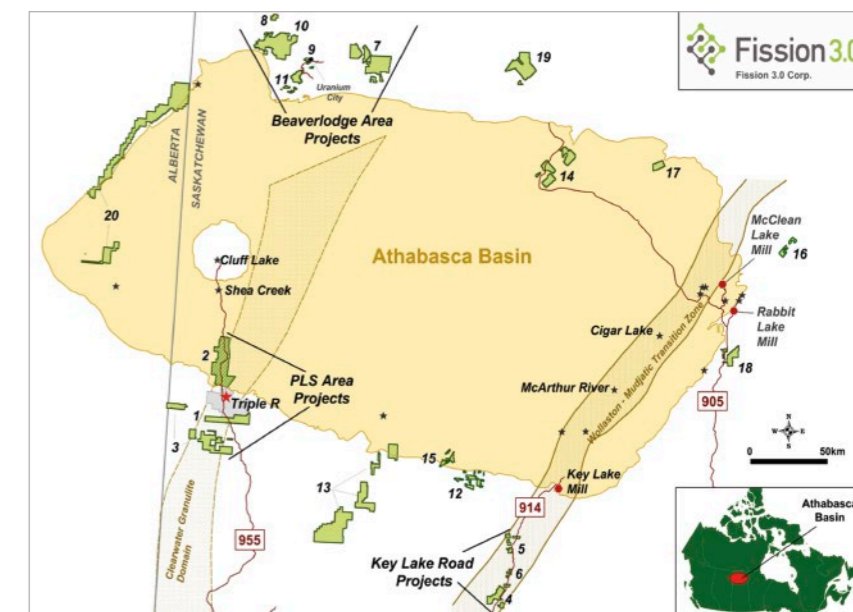 8
10
9
7
11
Uranium
City
19
Fission 3.0
Fission 3.0 Corp.
Beaverlodge Area
Projects
ALBERTA
SASKATCHEWAN
14
17
20
McClean
Lake
Mill
16
Cluff Lake
Athabasca Basin
Shea Creek
Cigar Lake
Rabbit
Lake
Mill
Wollaston - Mudjatic Transition Zone
2
PLS Area
Projects
McArthur River
18
Triple R
905
1
3
N
W E
S
50km
0
15
12
13
Key Lake
Mill
914
Athabasca
Basin
Clearwater Granulite
Domain
955
Key Lake Road
Projects
5
6
4